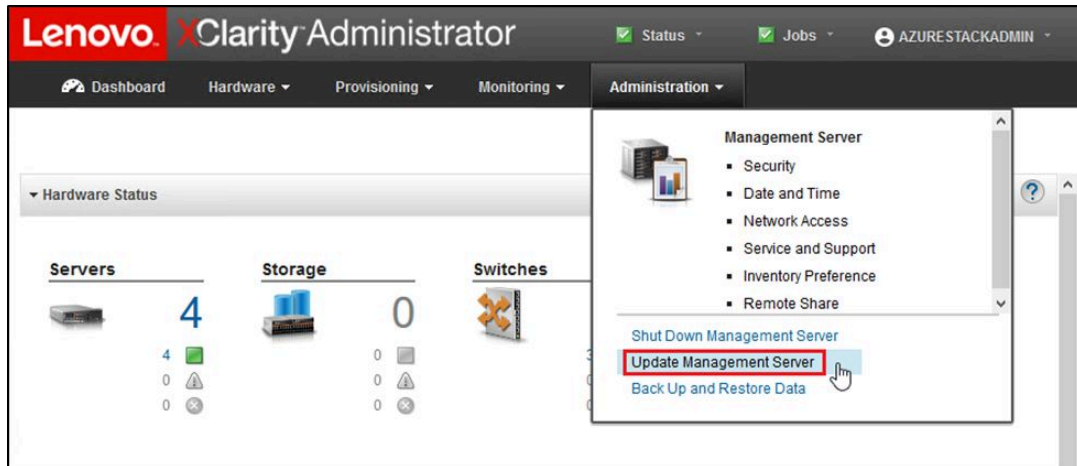 Lenovo. XClarity Administrator
Status
Jobs
AZURESTACKADMIN
Dashboard
Hardware
Provisioning
Monitoring
Administration
Management Server
Security
Date and Time
Network Access
Service and Support
Inventory Preference
Remote Share
Shut Down Management Server
Update Management Server
Back Up and Restore Data
Hardware Status
?
Servers
4
4
0
0
Storage
0
0
0
0
Switches